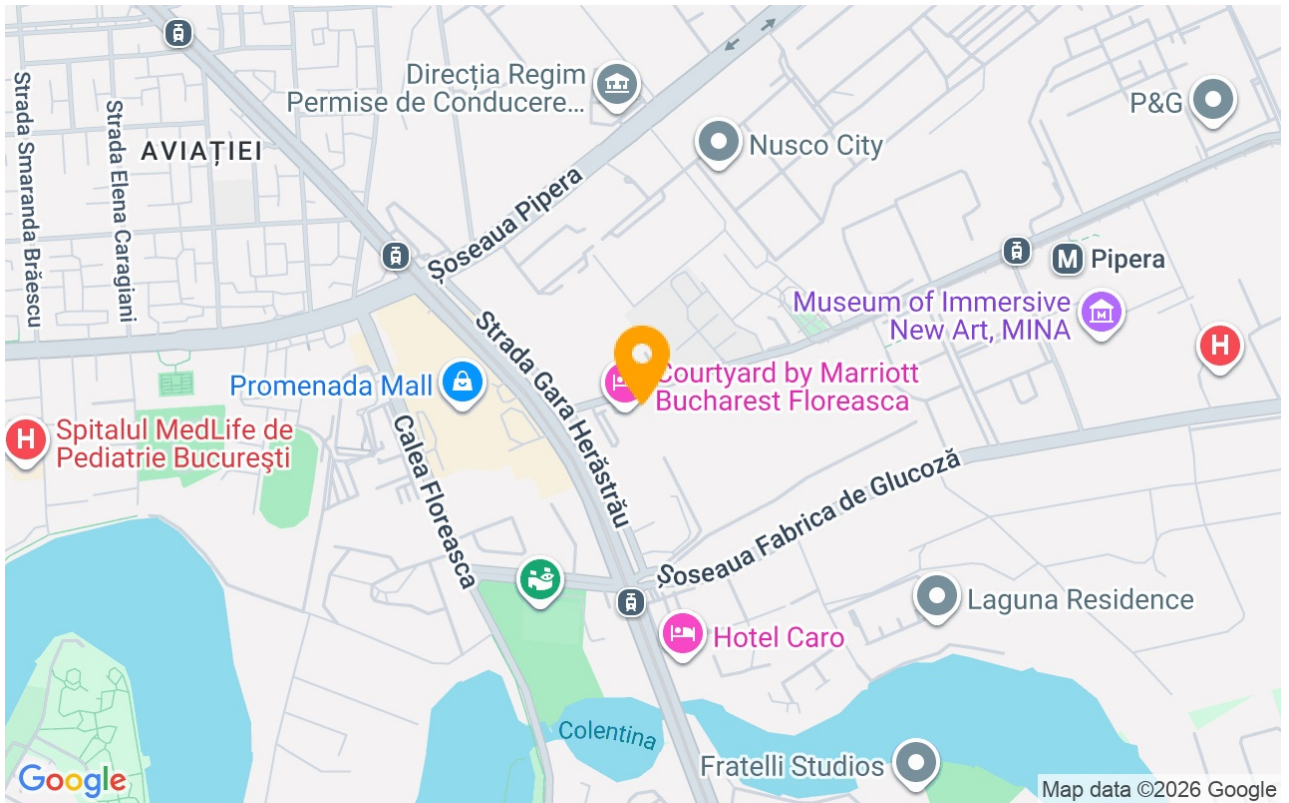 Direcția Regim
Permise de Conducere...
P&G
Nusco City
AVIAȚIEI
Strada Smaranda Brăescu
Strada Elena Caragiani
Șoseaua Pipera
M Pipera
Museum of Immersive
New Art, MINA
H
Strada Gara Herăstrău
Promenada Mall
Courtyard by Marriott
Bucharest Floreasca
H
Spitalul MedLife de
Pediatrie București
Calea Floreasca
Șoseaua Fabrica de Glucoză
Laguna Residence
Hotel Caro
Colentina
Fratelli Studios
Google
Map data ©2026 Google